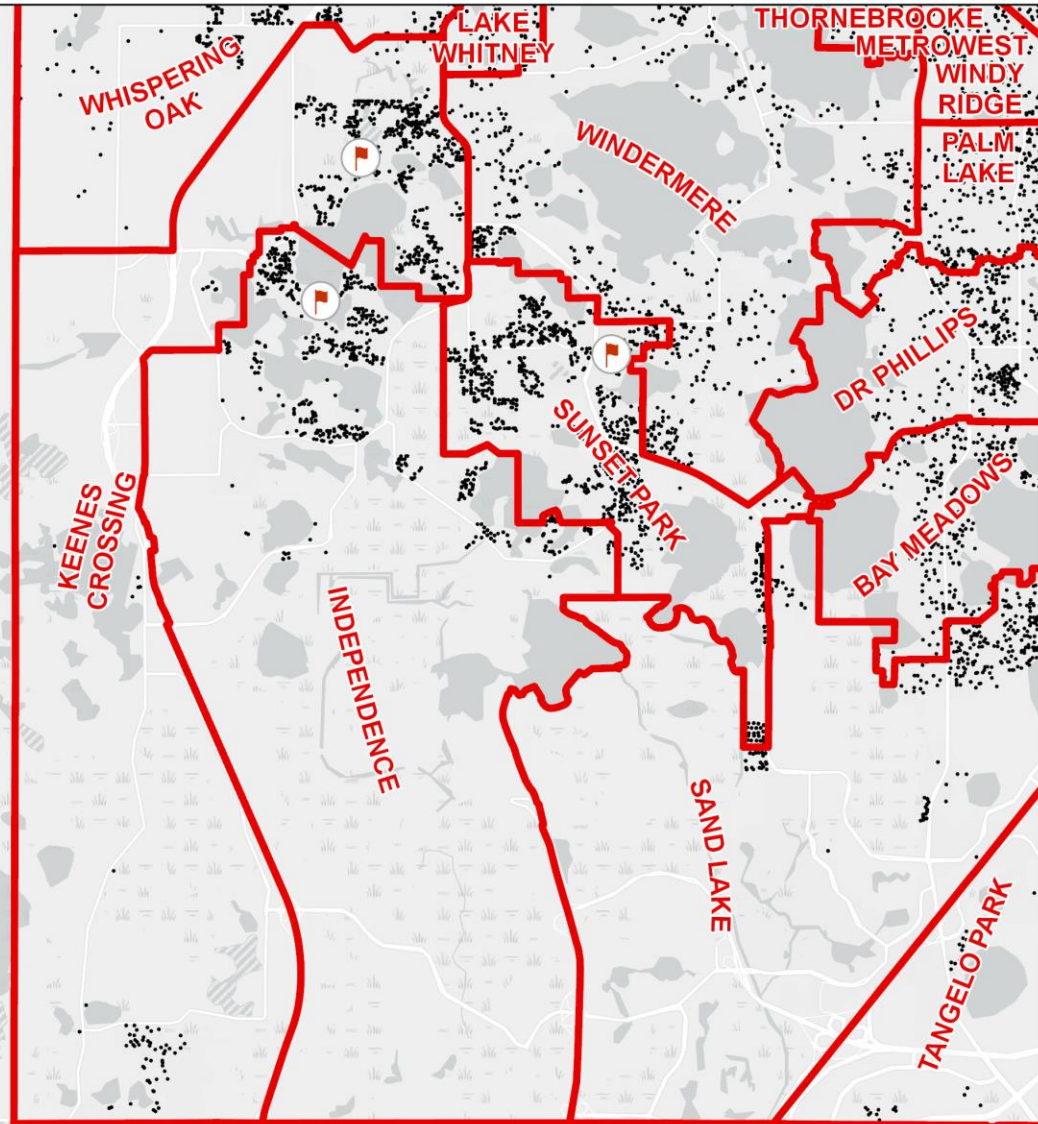 WHISPERING
OAK
LAKE
WHITNEY
THORNEBROOKE
METROWEST
WINDY
RIDGE
PALM
LAKE
WINDERMERE
DR PHILLIPS
SUNSET PARK
BAY MEADOWS
KEENES
CROSSING
INDEPENDENCE
SAND LAKE
TANGELO PARK